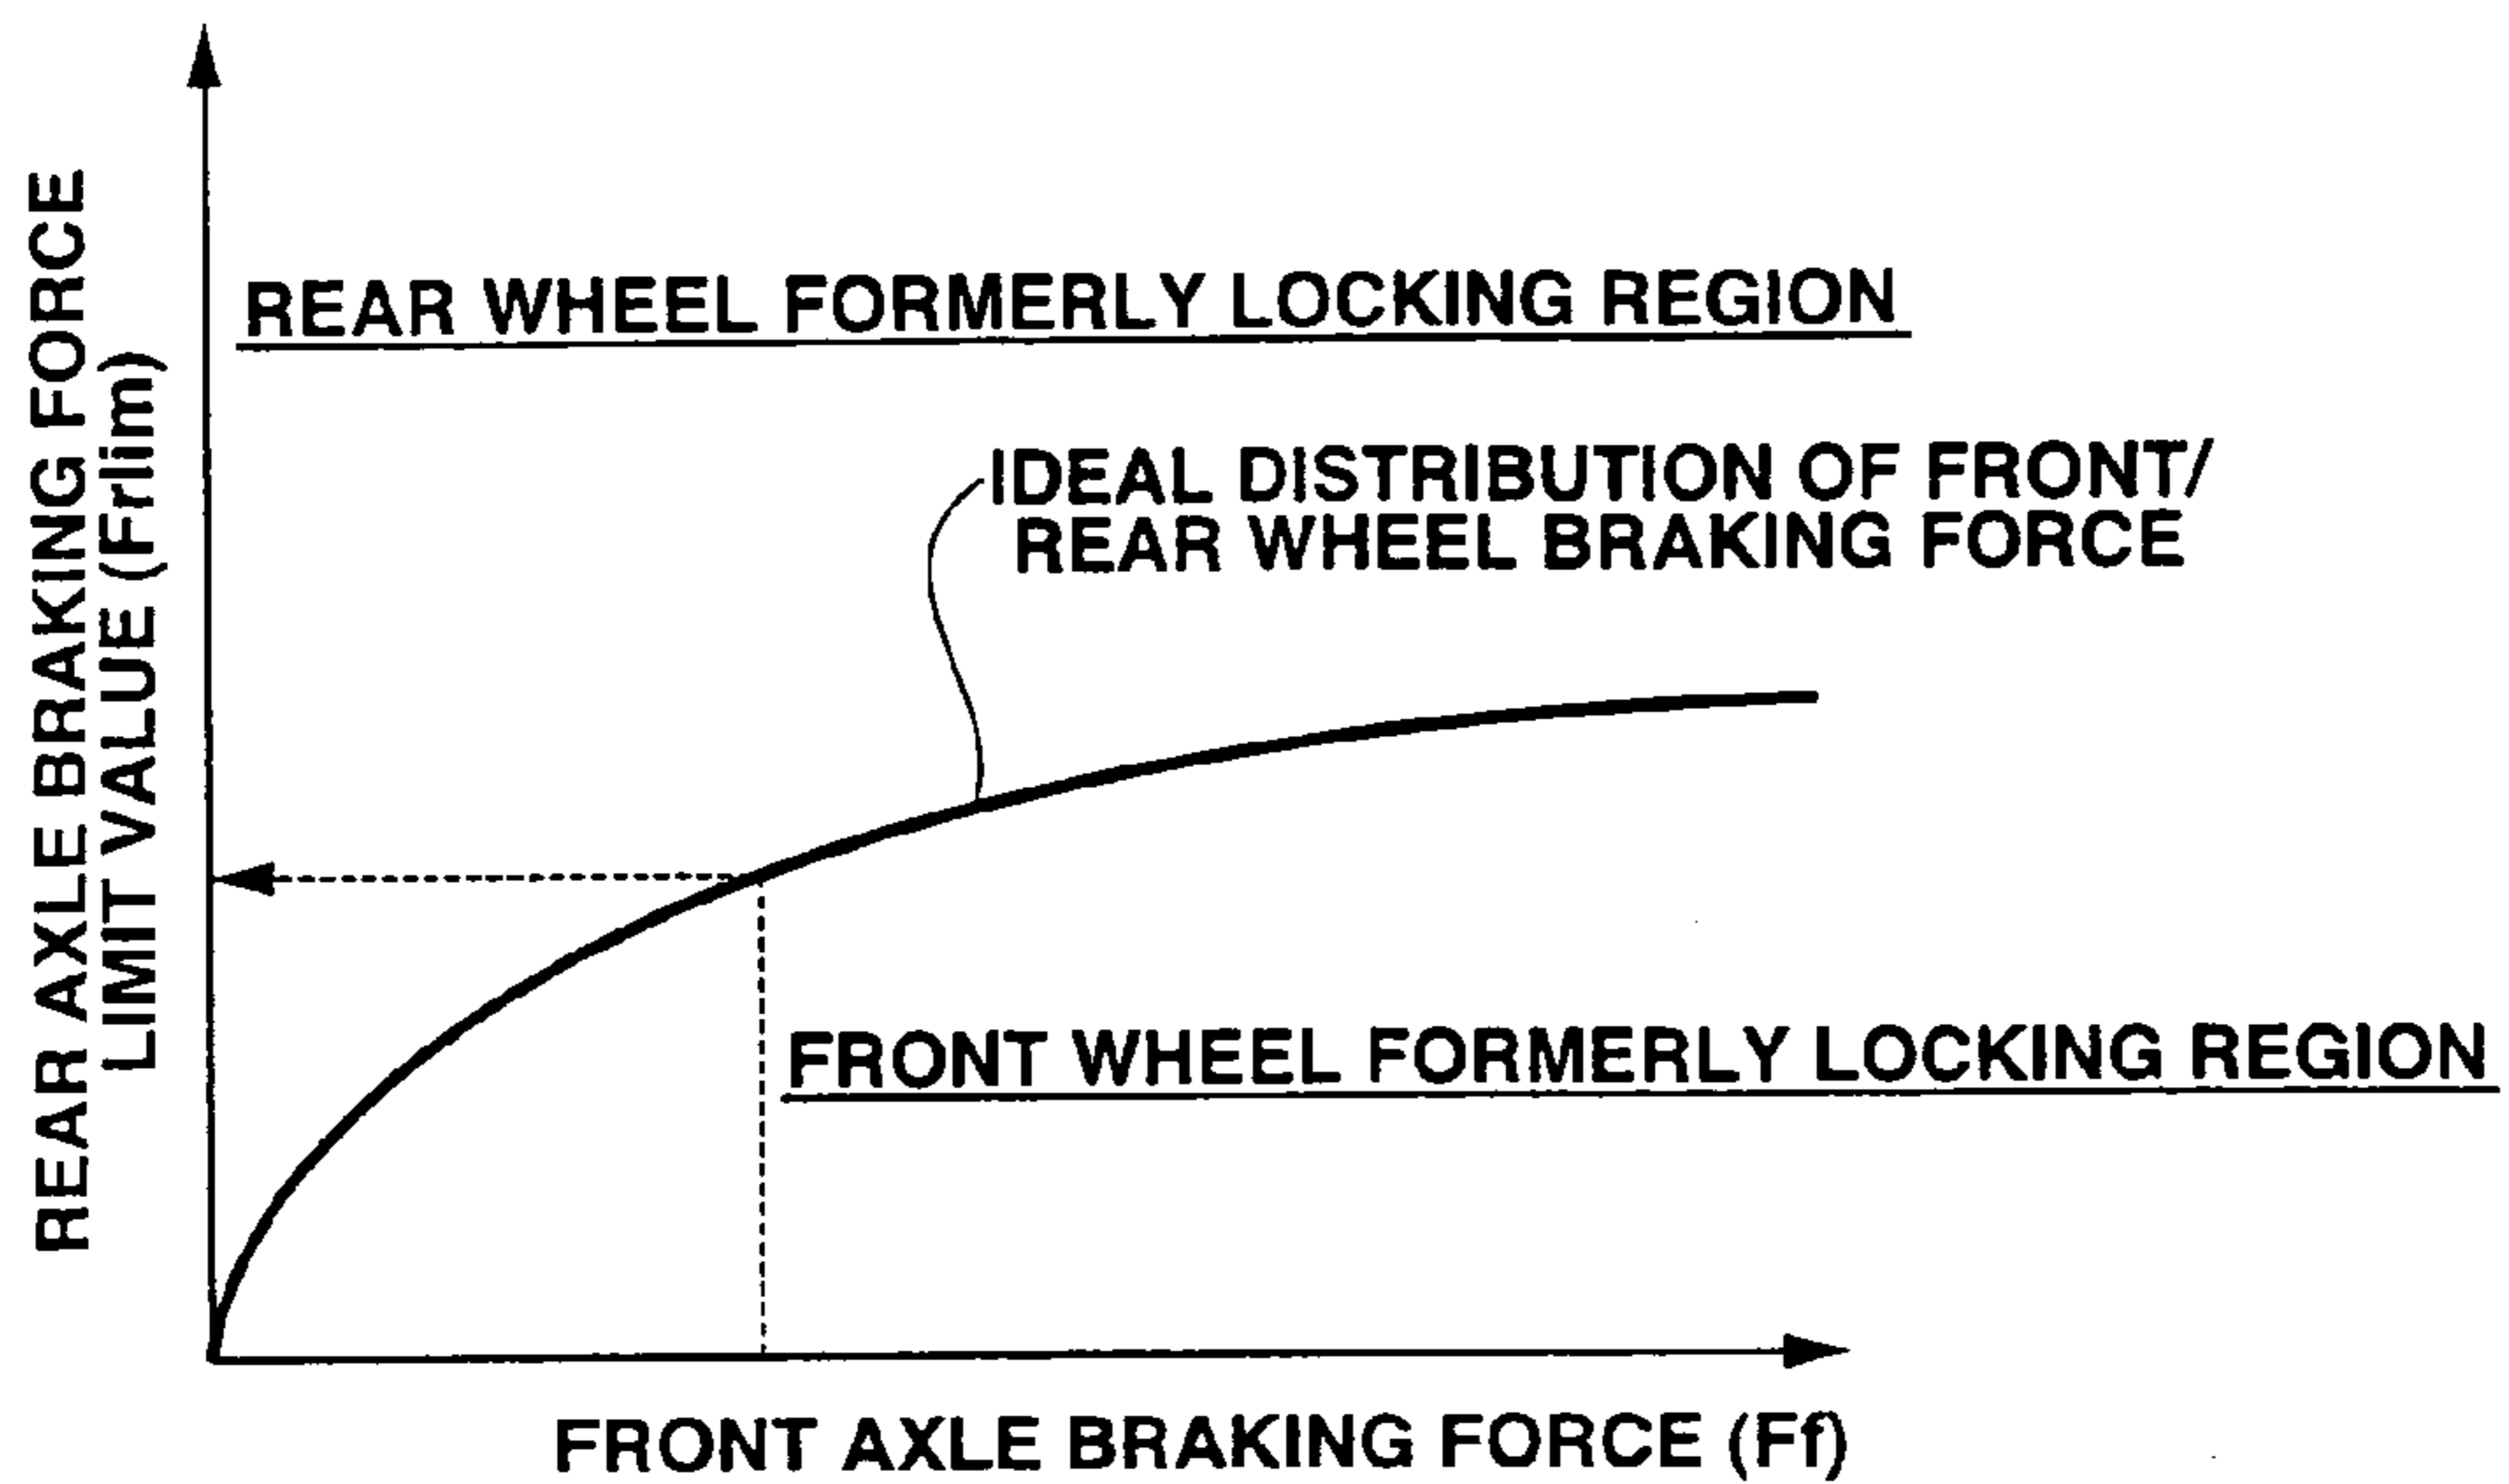 REAR AXLE BRAKING FORCE
LIMIT VALUE (Frlim)
REAR WHEEL FORMERLY LOCKING REGION
IDEAL DISTRIBUTION OF FRONT/
REAR WHEEL BRAKING FORCE
FRONT WHEEL FORMERLY LOCKING REGION
FRONT AXLE BRAKING FORCE (Ff)